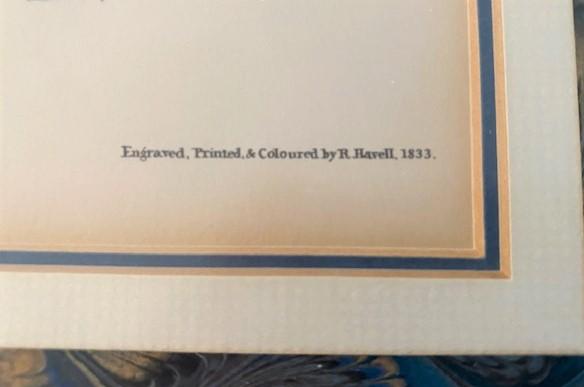 Engraved, Printed, & Coloured by R. Havell, 1833.